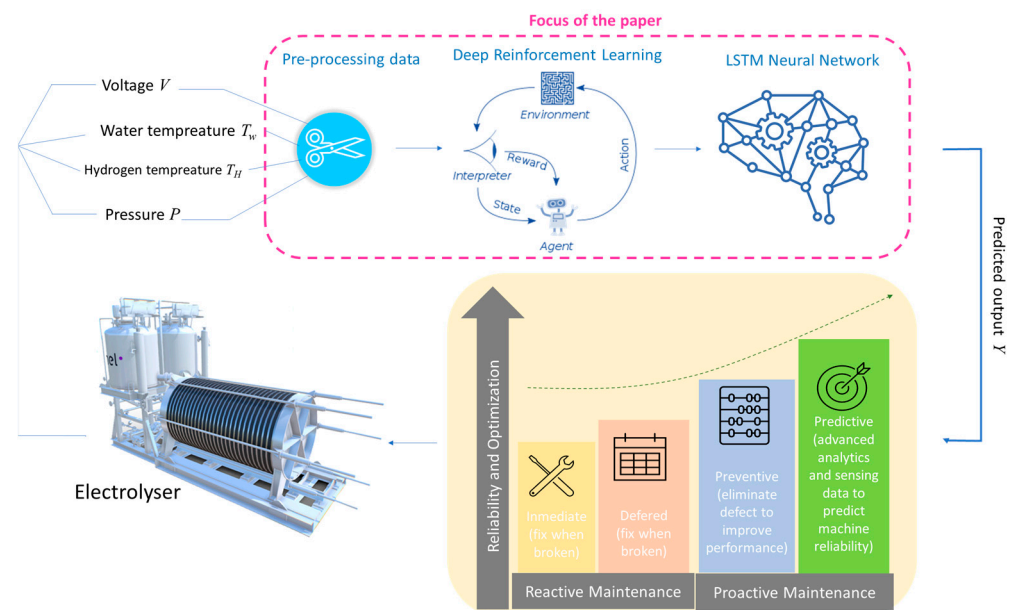 Focus of the paper
Pre-processing data
Deep Reinforcement Learning
LSTM Neural Network
Voltage V
Water tempreature T_w
Hydrogen tempreature T_H
Pressure P
Environment
Reward
Interpreter
State
Agent
Action
Predicted output Y
el
Electrolyser
Reliability and Optimization
Inmediate
(fix when
broken)
Defered
(fix when
broken)
Preventive
(eliminate
defect to
improve
performance)
Predictive
(advanced
analytics
and sensing
data to
predict
machine
reliability)
Reactive Maintenance
Proactive Maintenance